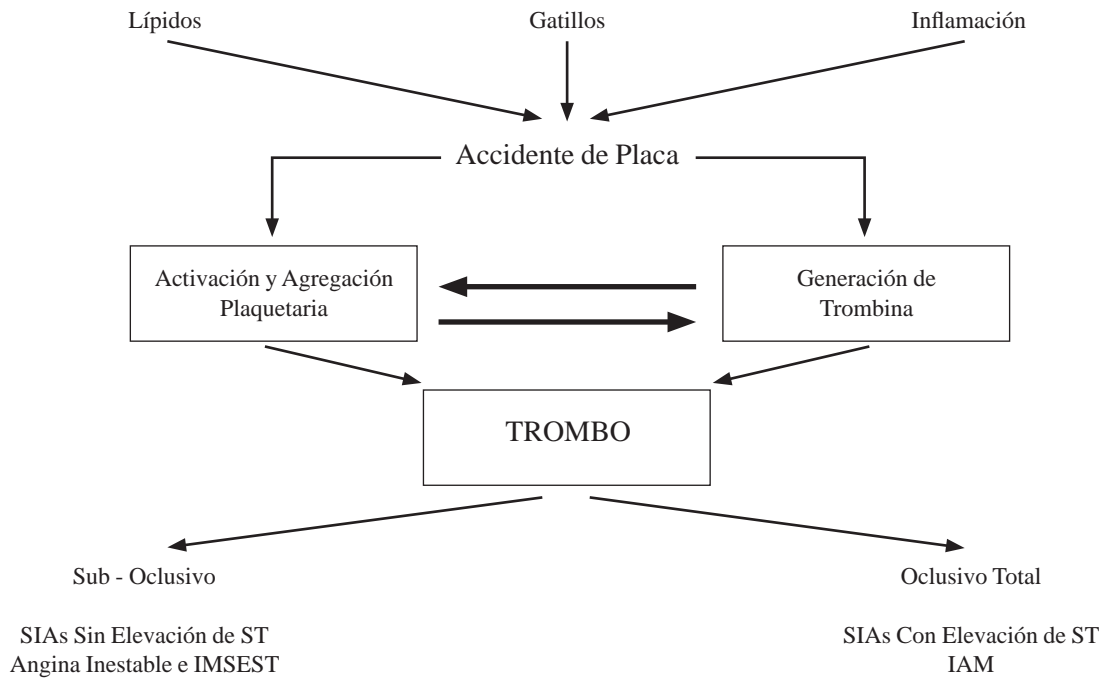 Lípidos
Gatillos
Inflamación
Accidente de Placa
Activación y Agregación
Plaquetaria
Generación de
Trombina
TROMBO
Sub - Oclusivo
Oclusivo Total
SIAs Sin Elevación de ST
Angina Inestable e IMSEST
SIAs Con Elevación de ST
IAM